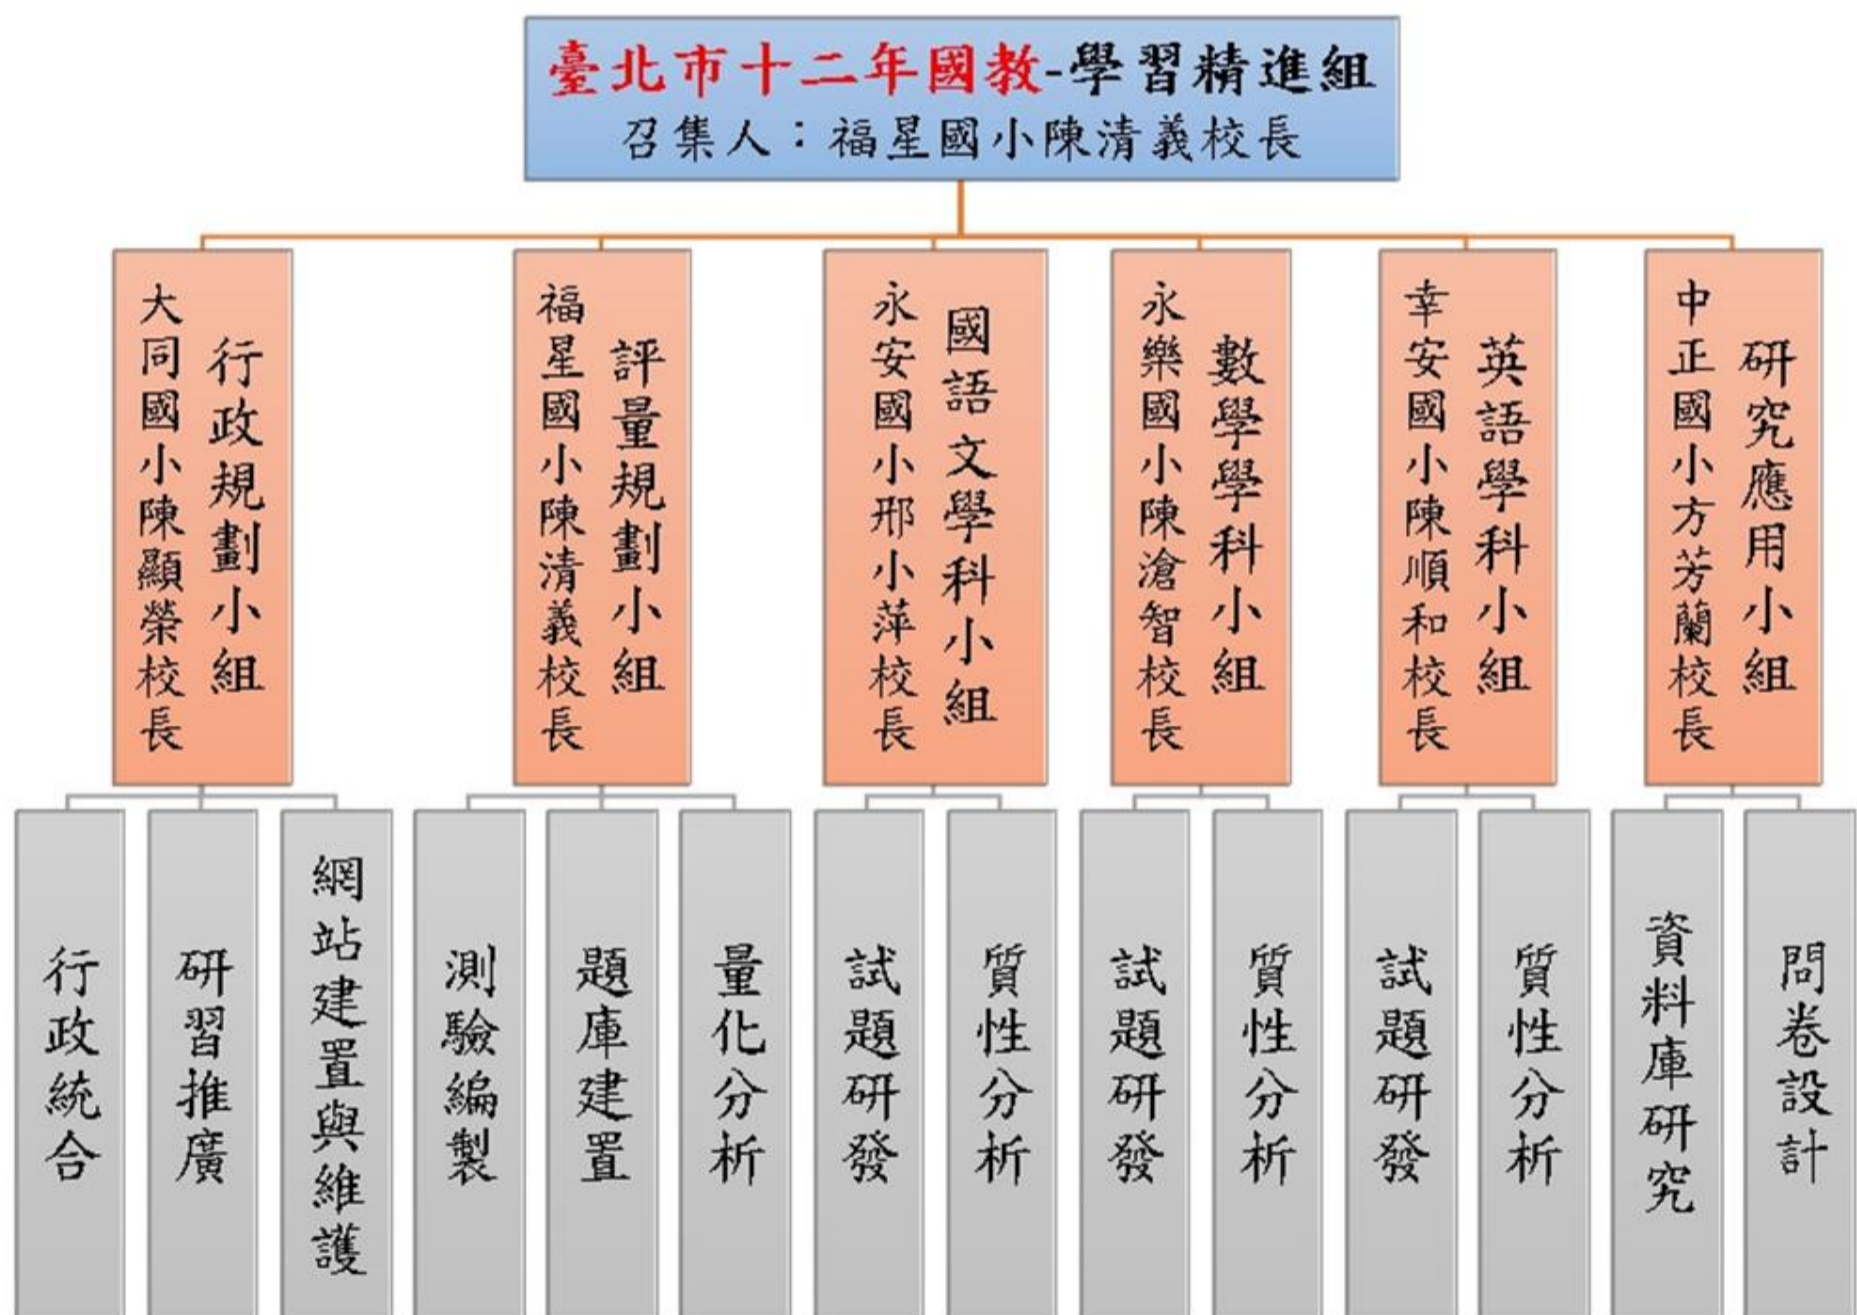 臺北市十二年國教-學習精進組
召集人：福星國小陳清義校長
行政規劃小組
大同國小陳顯榮校長
評量規劃小組
福星國小陳清義校長
國語文學科小組
永安國小邢小萍校長
數學學科小組
永樂國小陳滄智校長
英語學科小組
幸安國小陳順和校長
研究應用小組
中正國小方芳蘭校長
行政統合
研習推廣
網站建置與維護
測驗編製
題庫建置
量化分析
試題研發
質性分析
試題研發
質性分析
試題研發
質性分析
資料庫研究
問卷設計